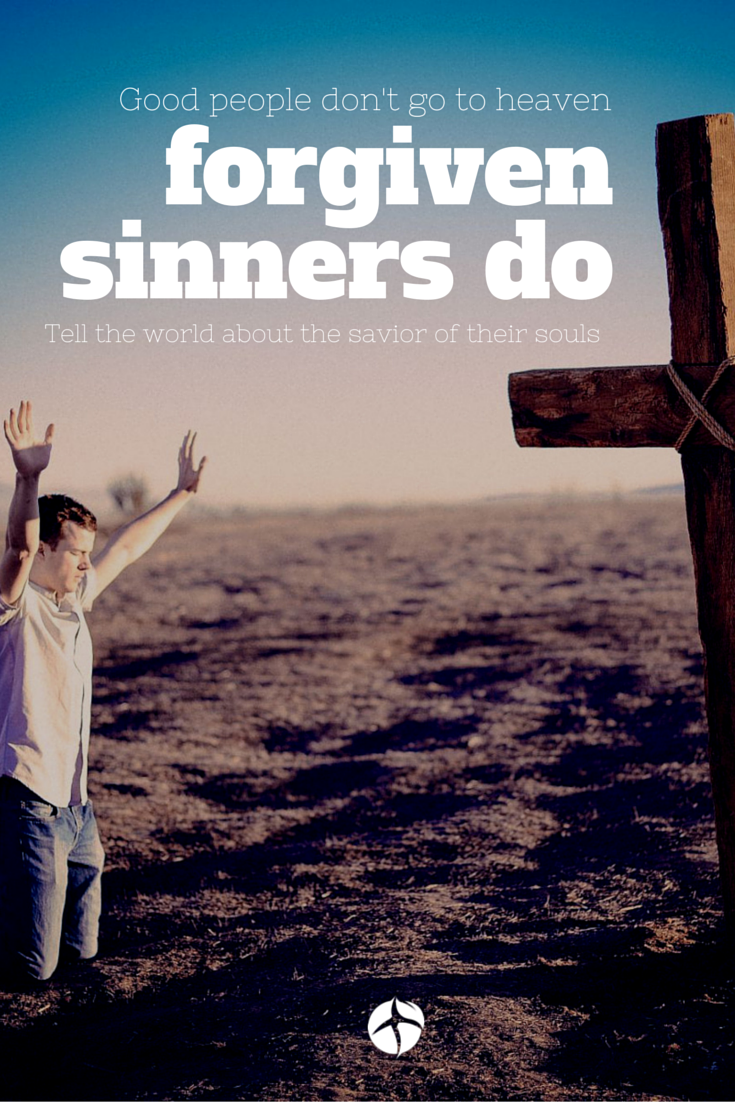 Good people don't go to heaven
forgiven
sinners do
Tell the world about the savior of their souls